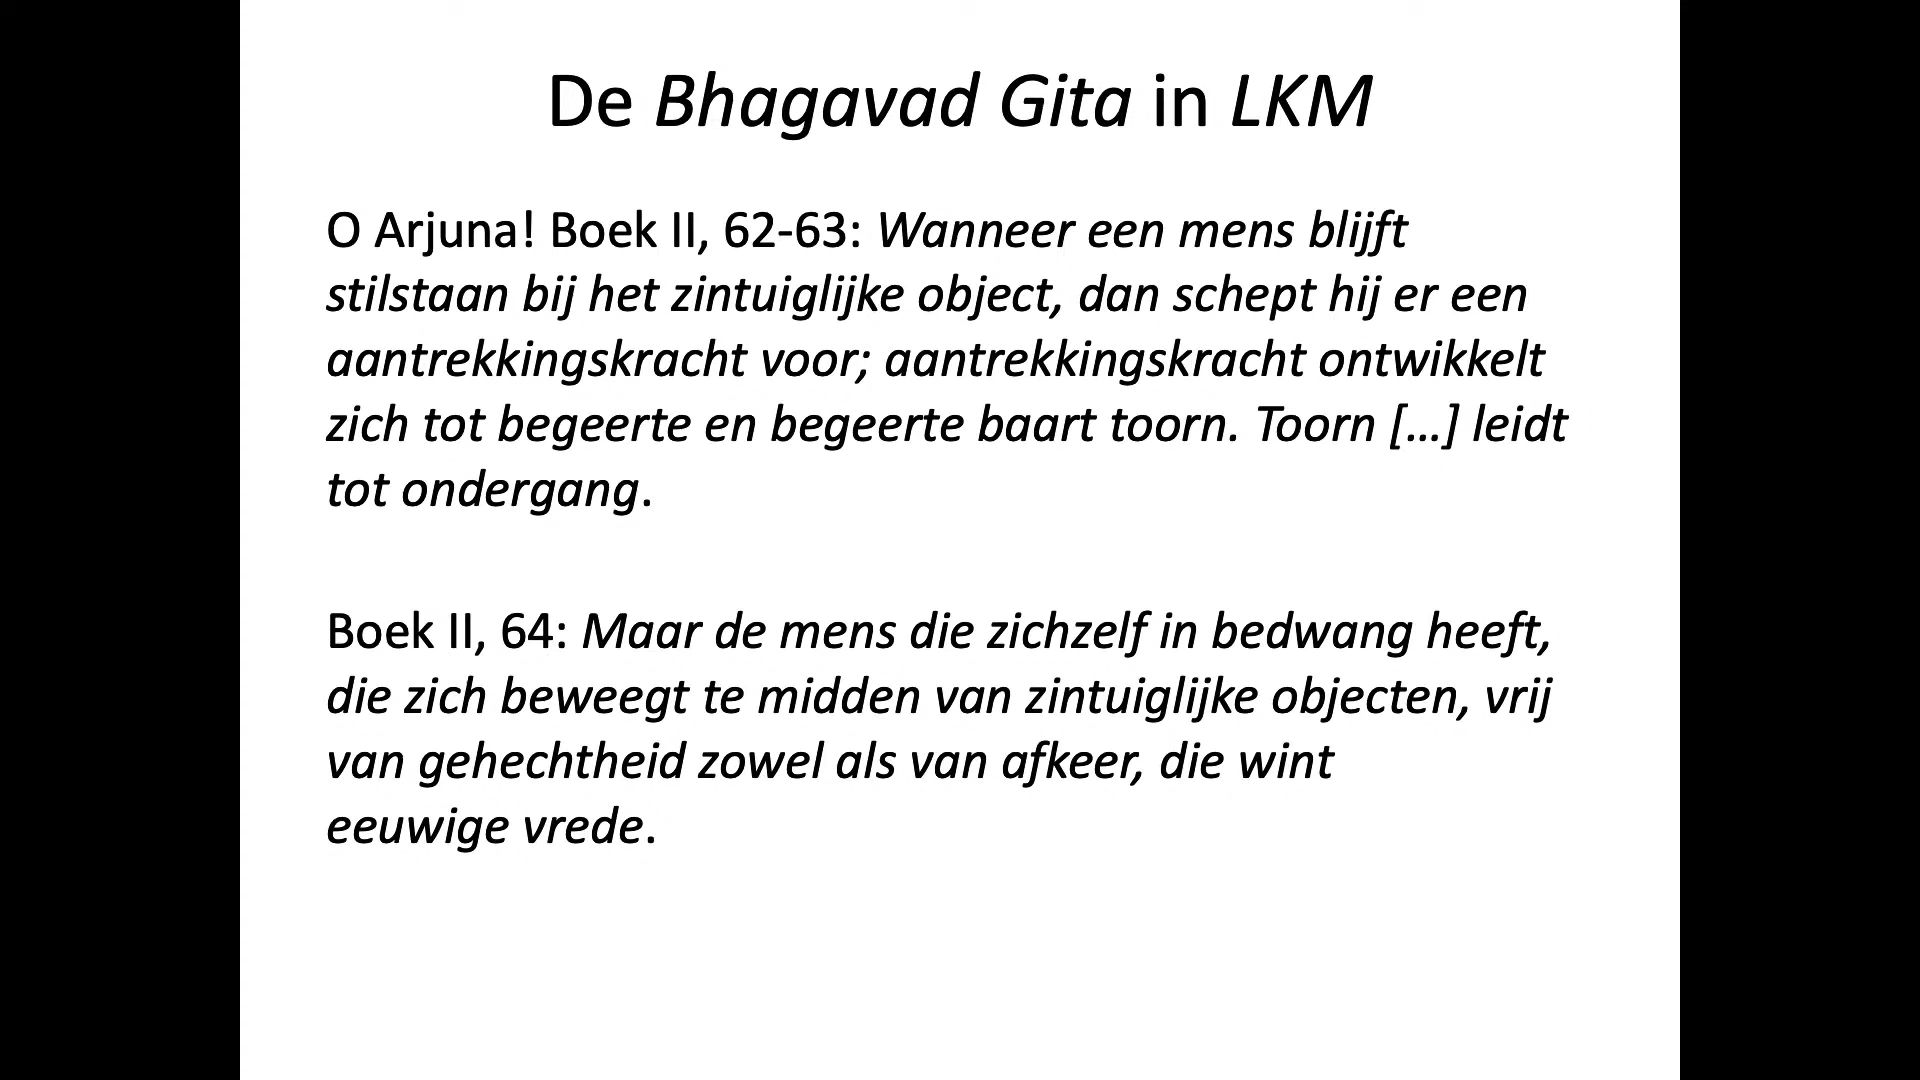 De Bhagavad Gita in LKM
O Arjuna! Boek II, 62-63: Wanneer een mens blijft
stilstaan bij het zintuiglijke object, dan schept hij er een
aantrekkingskracht voor; aantrekkingskracht ontwikkelt
zich tot begeerte en begeerte baart toorn. Toorn […] leidt
tot ondergang.
Boek II, 64: Maar de mens die zichzelf in bedwang heeft,
die zich beweegt te midden van zintuiglijke objecten, vrij
van gehechtheid zowel als van afkeer, die wint
eeuwige vrede.